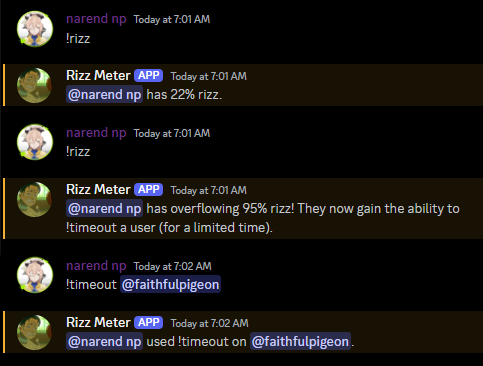 narend np Today at 7:01 AM
!rizz
Rizz Meter APP Today at 7:01 AM
@narend np has 22% rizz.
narend np Today at 7:01 AM
!rizz
Rizz Meter APP Today at 7:01 AM
@narend np has overflowing 95% rizz! They now gain the ability to
!timeout a user (for a limited time).
narend np Today at 7:02 AM
!timeout @faithfulpigeon
Rizz Meter APP Today at 7:02 AM
@narend np used !timeout on @faithfulpigeon.